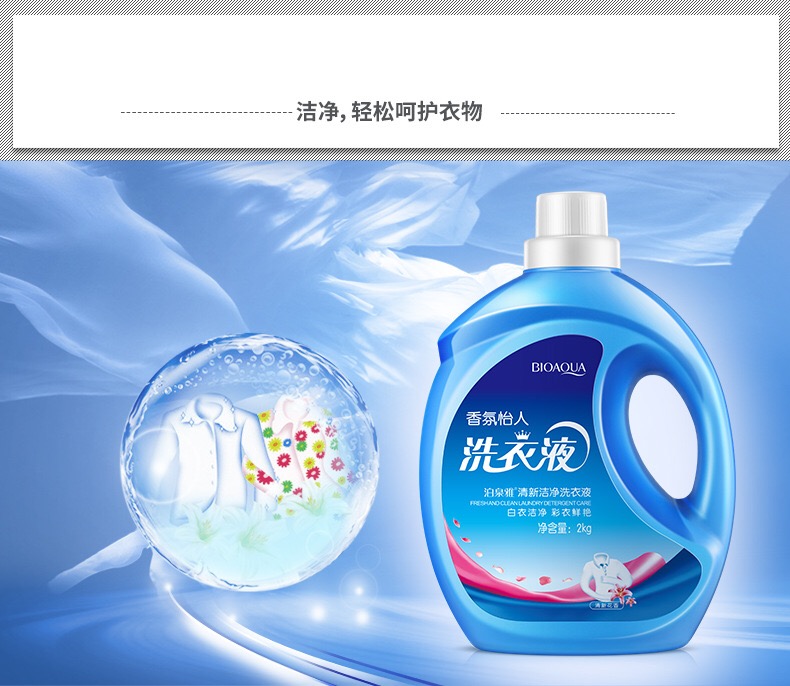 洁净，轻松呵护衣物
BIOAQUA
香氛怡人
洗衣液
泊泉雅®清新洁净洗衣液
FRESH AND CLEAN LAUNDRY DETERGENT CARE
白衣洁净 彩衣鲜艳
净含量：2kg
清新花香